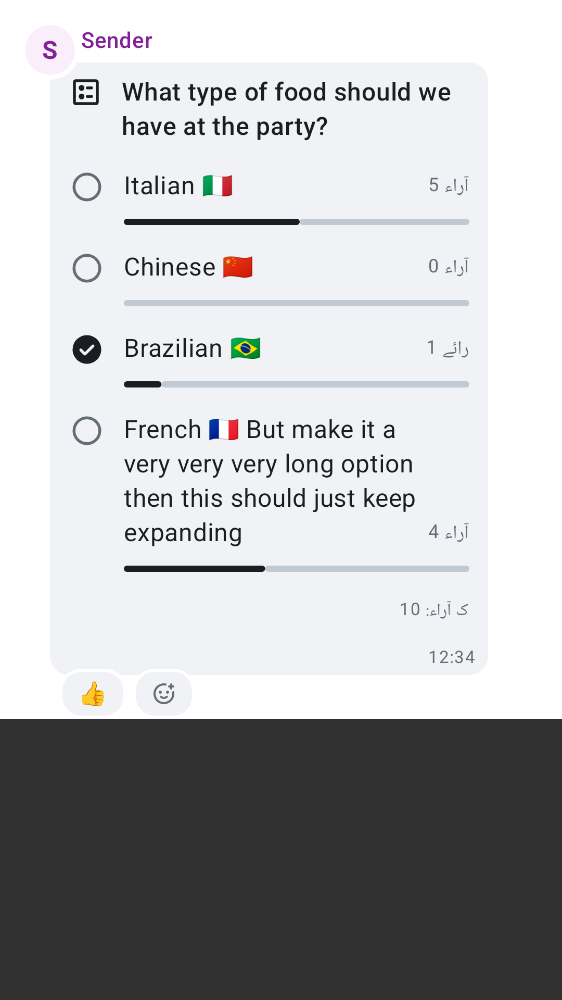 S
Sender
What type of food should we
have at the party?
Italian 🇮🇹
5 آراء
Chinese 🇨🇳
0 آراء
Brazilian 🇧🇷
1 رائے
French 🇫🇷 But make it a
very very very long option
then this should just keep
expanding
4 آراء
ک آراء: 10
12:34
👍